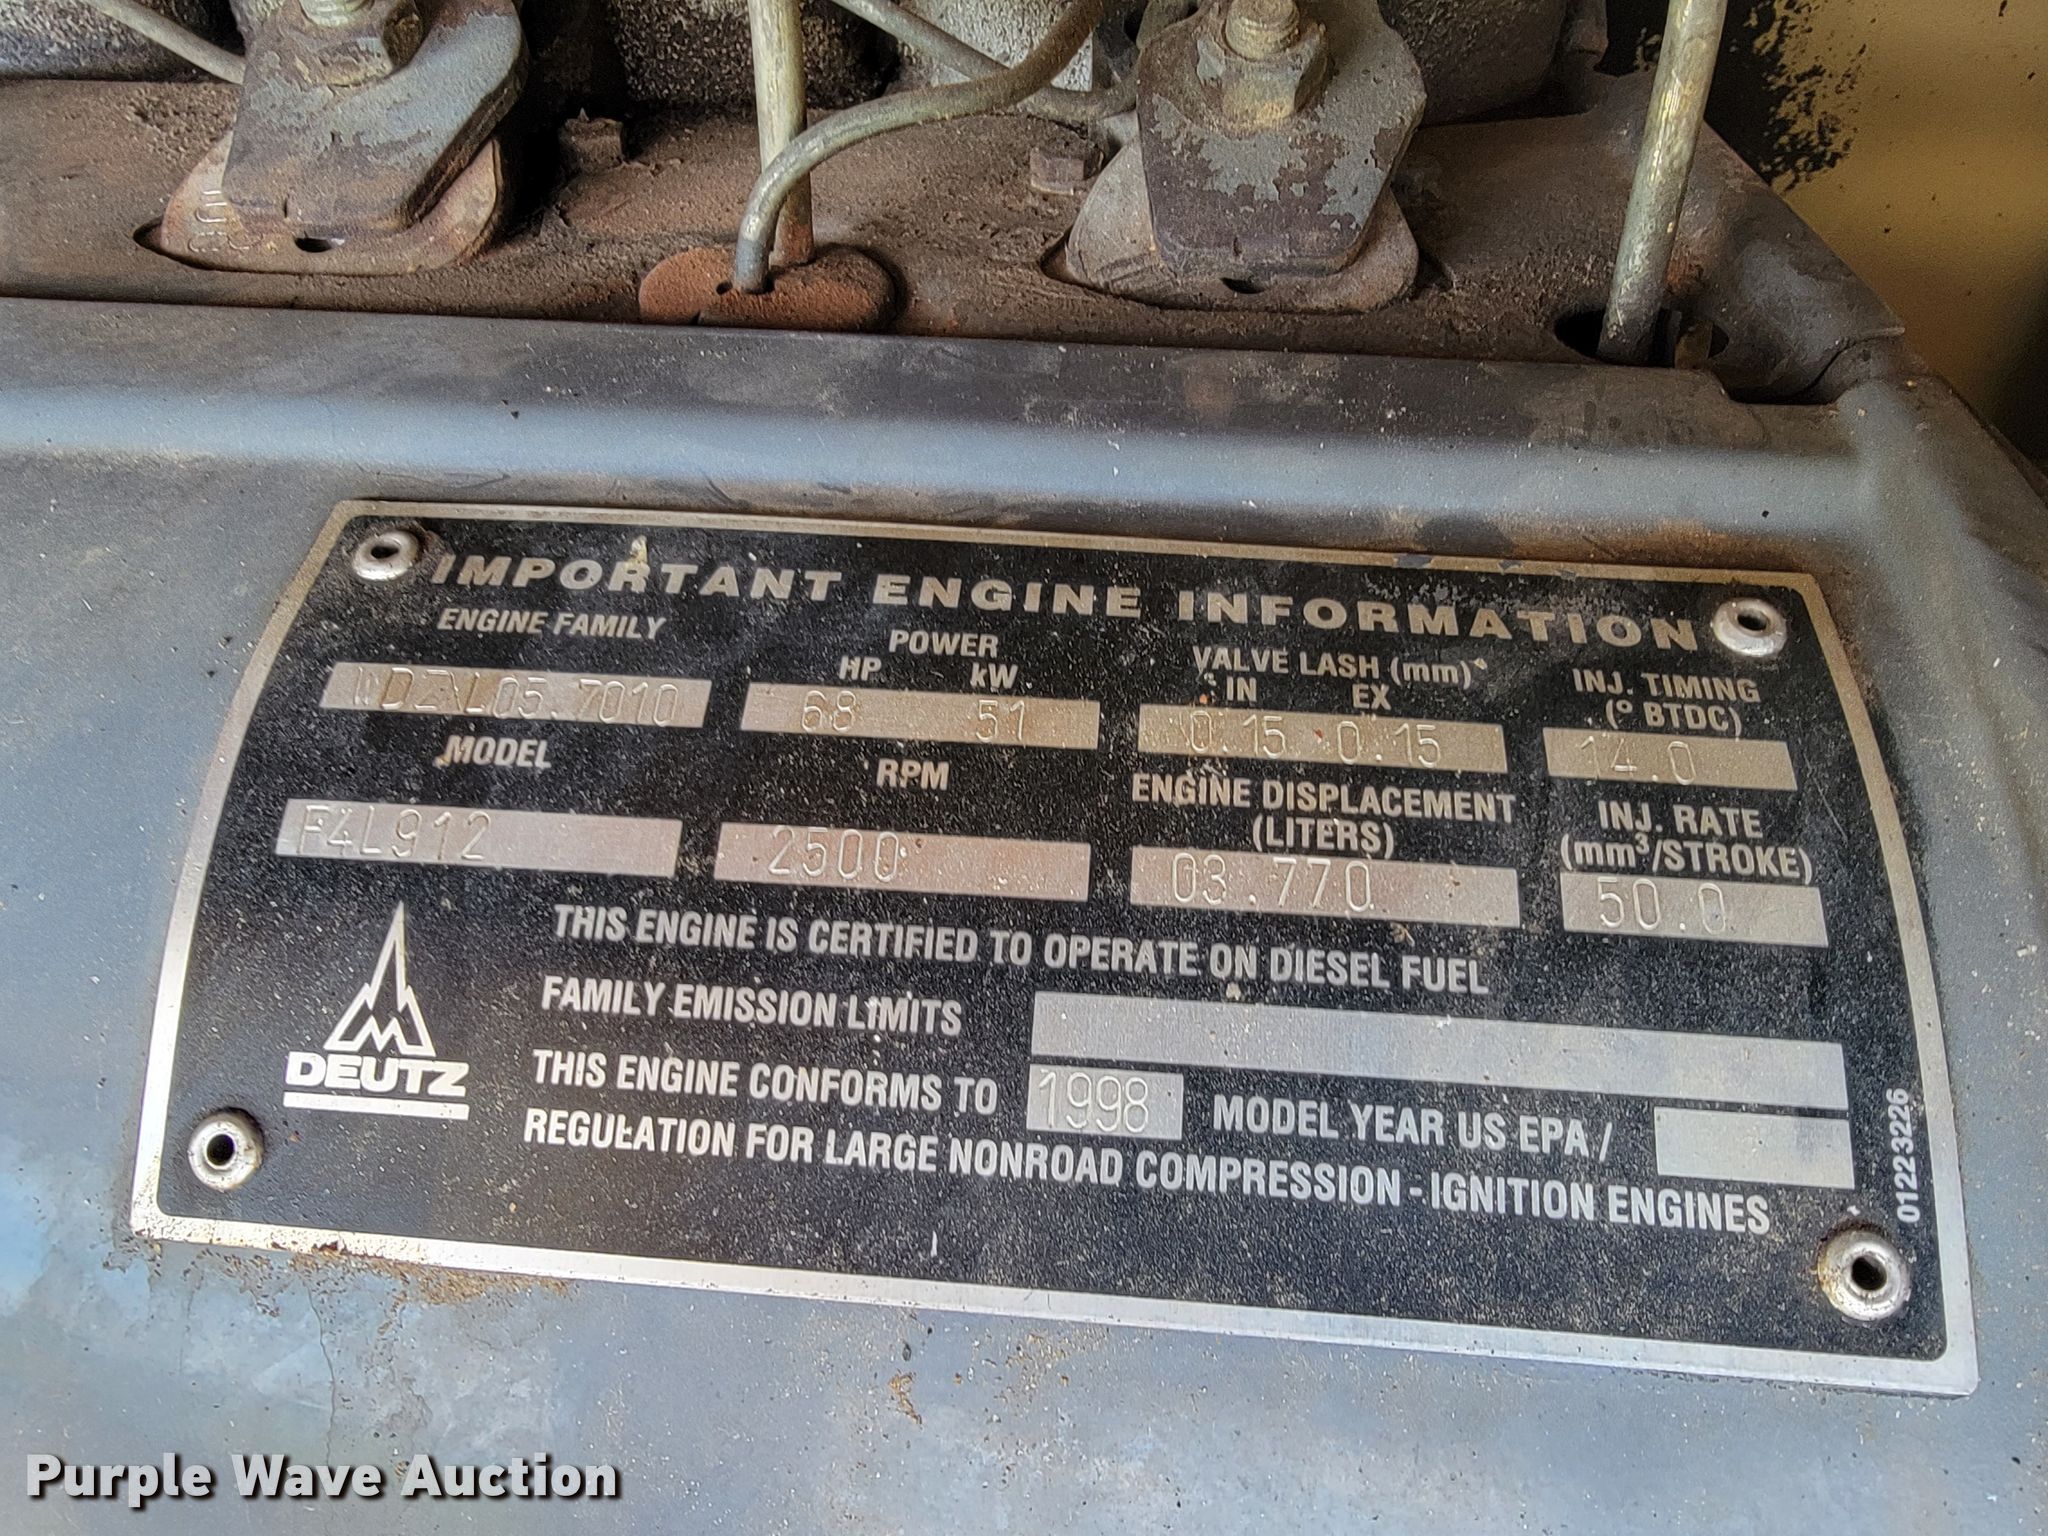 IMPORTANT ENGINE INFORMATION
ENGINE FAMILY
WDZXL05.7010
POWER
HP kW
68 51
VALVE LASH (mm)
IN EX
0.15 0.15
INJ. TIMING
(° BTDC)
14.0
MODEL
F4L912
RPM
2500
ENGINE DISPLACEMENT
(LITERS)
03.770
INJ. RATE
(mm³/STROKE)
50.0
THIS ENGINE IS CERTIFIED TO OPERATE ON DIESEL FUEL
FAMILY EMISSION LIMITS
THIS ENGINE CONFORMS TO 1998 MODEL YEAR US EPA /
REGULATION FOR LARGE NONROAD COMPRESSION - IGNITION ENGINES
DEUTZ
0122 3226
Purple Wave Auction